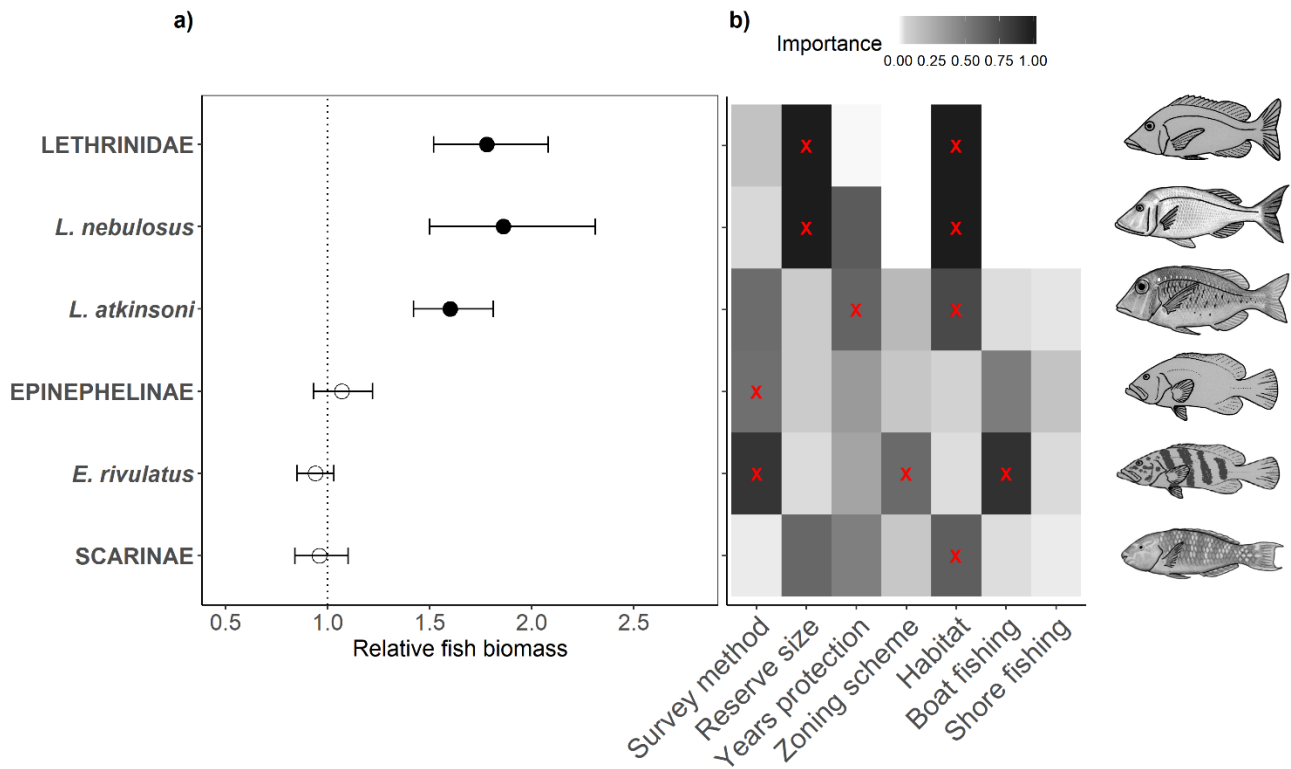 a)
b)
Importance
0.00 0.25 0.50 0.75 1.00
LETHRINIDAE
X X
L. nebulosus
X X
L. atkinsoni
X X
EPINEPHELINAE
X
E. rivulatus
X X X
SCARINAE
X
0.5 1.0 1.5 2.0 2.5
Relative fish biomass
Survey method
Reserve size
Years protection
Zoning scheme
Habitat
Boat fishing
Shore fishing